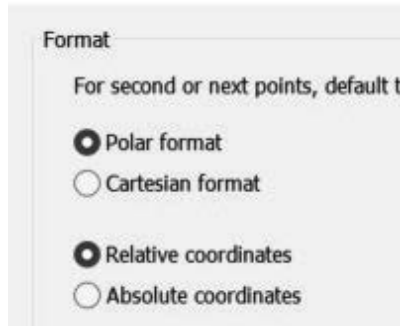 Format
For second or next points, default t
Polar format
Cartesian format
Relative coordinates
Absolute coordinates